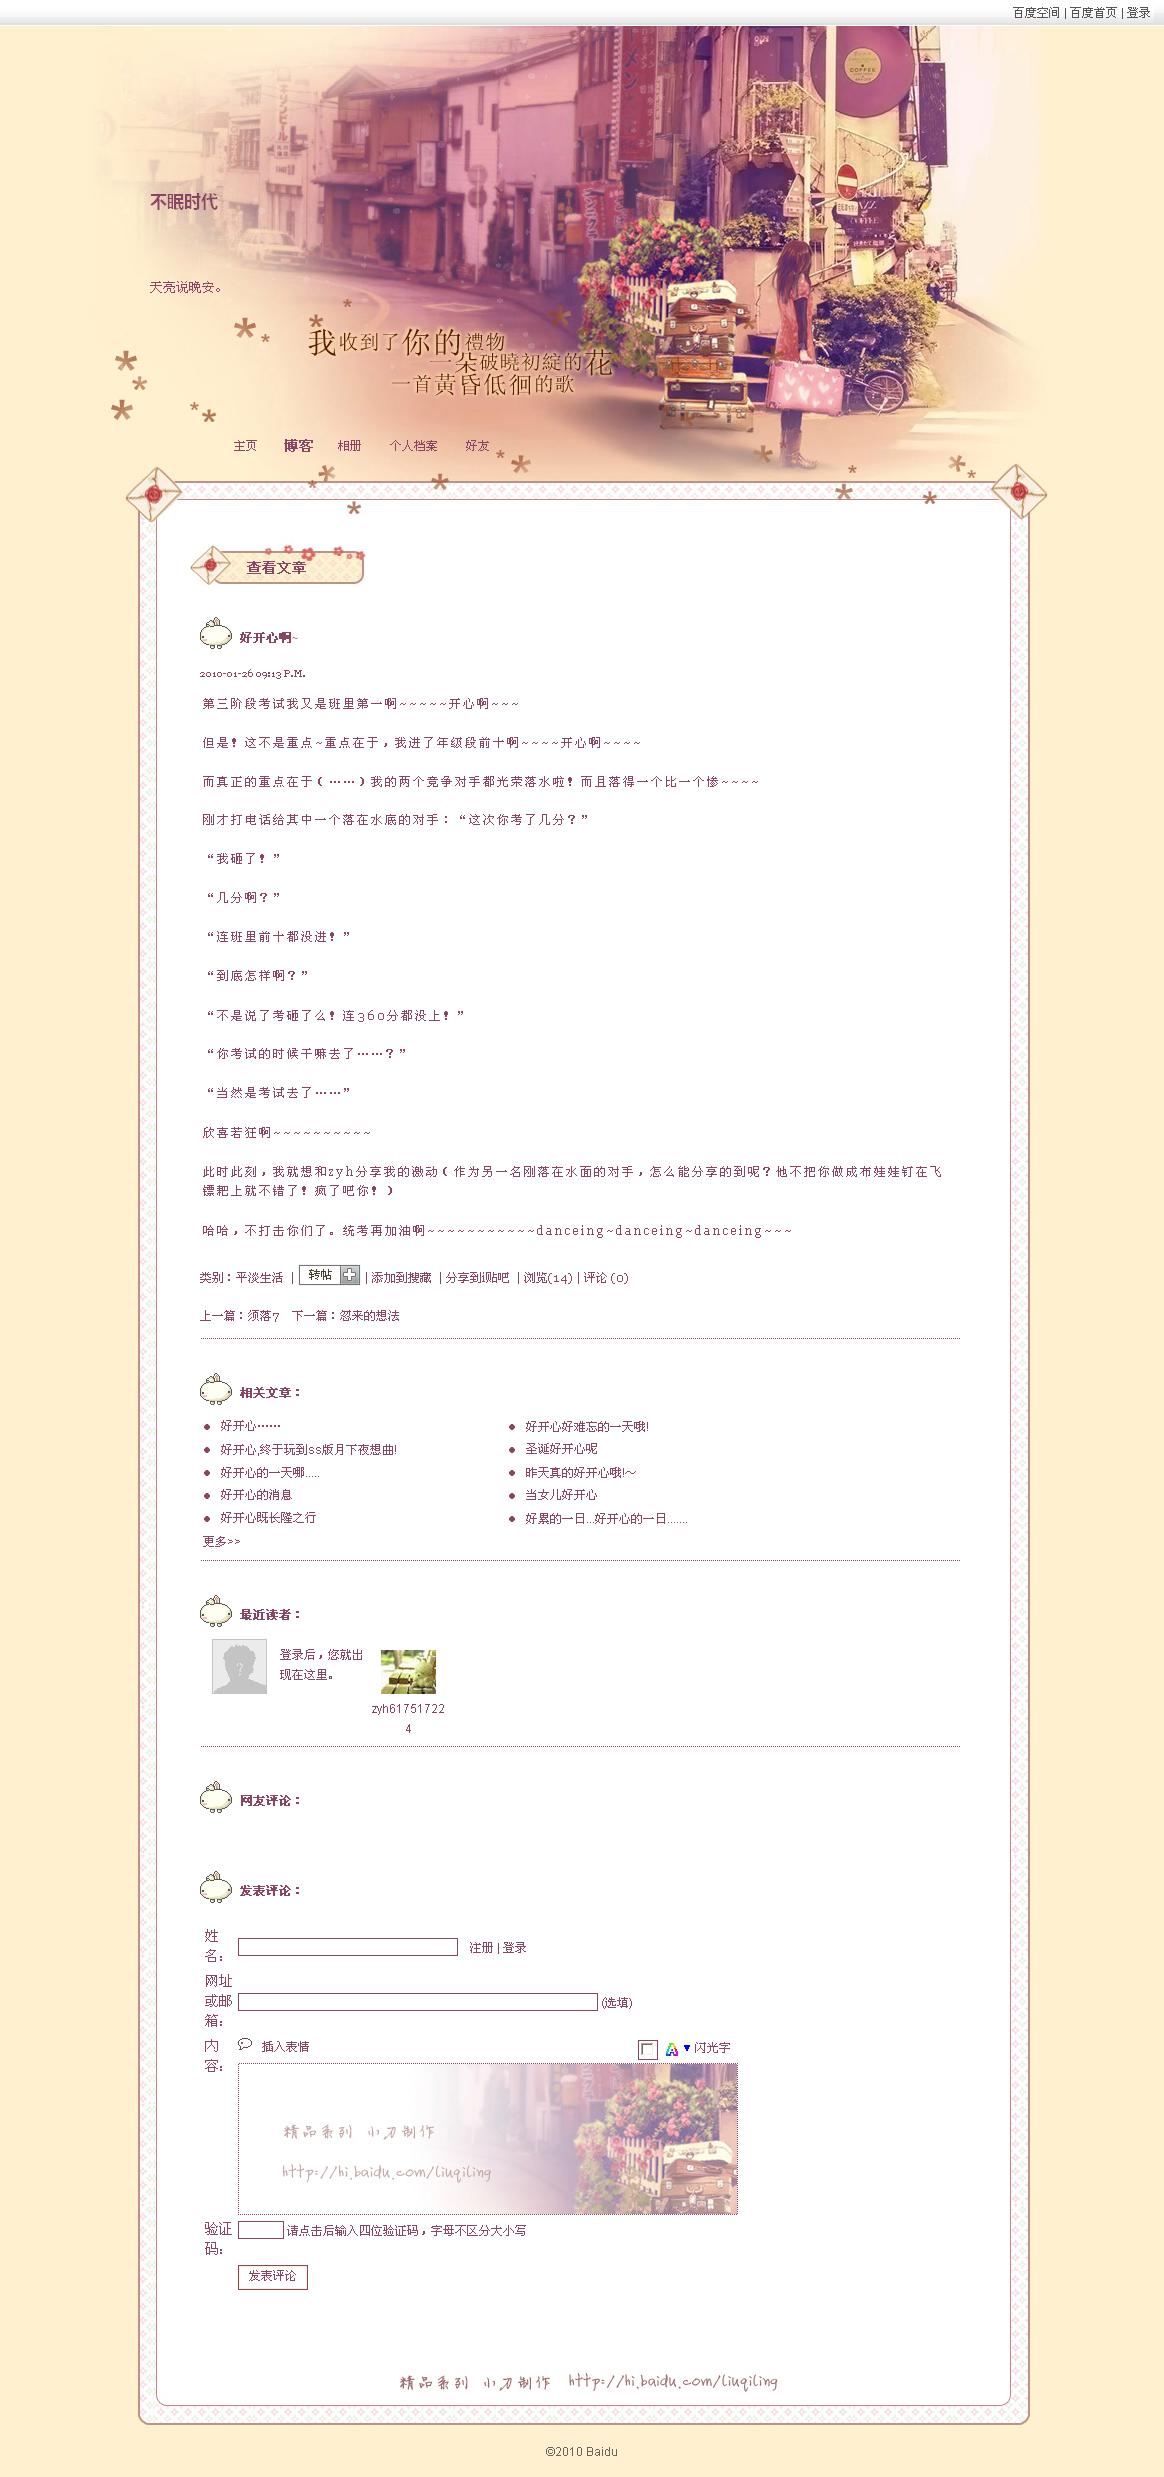 百度空间 | 百度首页 | 登录
COFFEE
不眠时代
天亮说晚安。
我收到了你的禮物
一朵破曉初綻的花
一首黃昏低徊的歌
主页 博客 相册 个人档案 好友
查看文章
好开心啊~
2010-01-26 09:13 P.M.
第三阶段考试我又是班里第一啊~~~~~开心啊~~~
但是！这不是重点~重点在于，我进了年级段前十啊~~~~开心啊~~~~
而真正的重点在于（……）我的两个竞争对手都光荣落水啦！而且落得一个比一个惨~~~~
刚才打电话给其中一个落在水底的对手：“这次你考了几分？”
“我砸了！”
“几分啊？”
“连班里前十都没进！”
“到底怎样啊？”
“不是说了考砸了么！连360分都没上！”
“你考试的时候干嘛去了……？”
“当然是考试去了……”
欣喜若狂啊~~~~~~~~~~
此时此刻，我就想和zyh分享我的激动（作为另一名刚落在水面的对手，怎么能分享的到呢？他不把你做成布娃娃钉在飞
镖靶上就不错了！疯了吧你！）
哈哈，不打击你们了。统考再加油啊~~~~~~~~~~~danceing~danceing~danceing~~~
类别：平淡生活 | 转帖 | 添加到搜藏 | 分享到i贴吧 | 浏览(14) | 评论 (0)
上一篇：须落7 下一篇：忽来的想法
相关文章：
好开心…… 好开心好难忘的一天哦!
好开心,终于玩到ss版月下夜想曲! 圣诞好开心呢
好开心的一天哪..... 昨天真的好开心哦!～
好开心的消息 当女儿好开心
好开心既长隆之行 好累的一日...好开心的一日.......
更多>>
最近读者：
登录后，您就出
现在这里。
zyh61751722
4
网友评论：
发表评论：
姓
名：
注册 | 登录
网址
或邮
箱：
(选填)
内
容：
插入表情 闪光字
精品系列 小刀制作
http://hi.baidu.com/liuqiling
验证
码：
请点击后输入四位验证码，字母不区分大小写
发表评论
精品系列 小刀制作 http://hi.baidu.com/liuqiling
©2010 Baidu